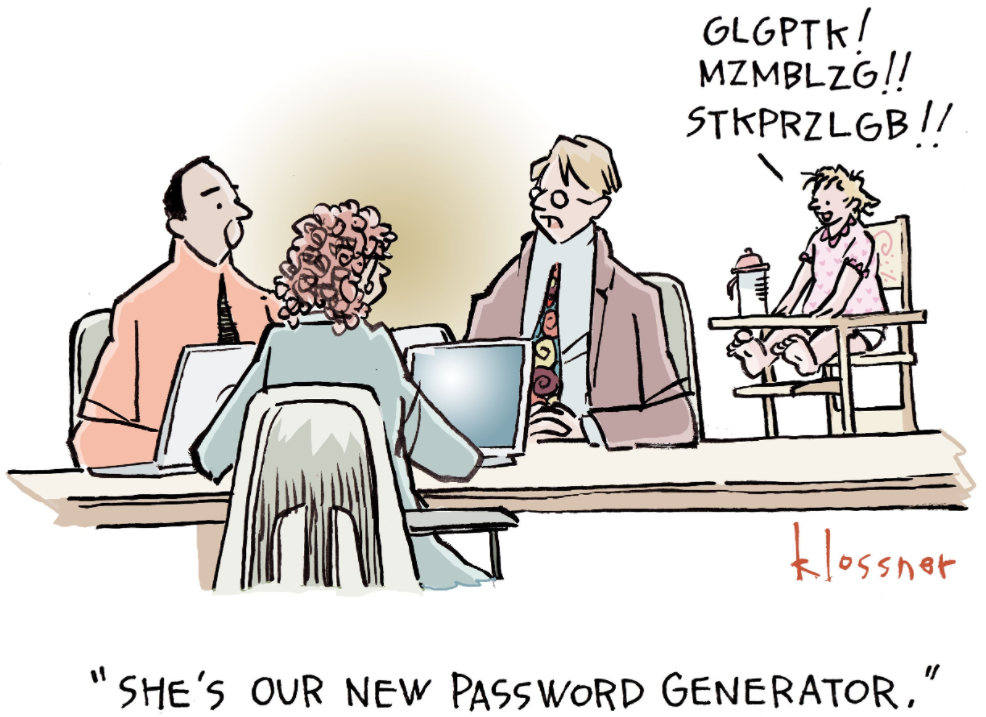 GLGPTK!
MZMBLZG!!
STKPRZLGB!!
klossner
"SHE'S OUR NEW PASSWORD GENERATOR."